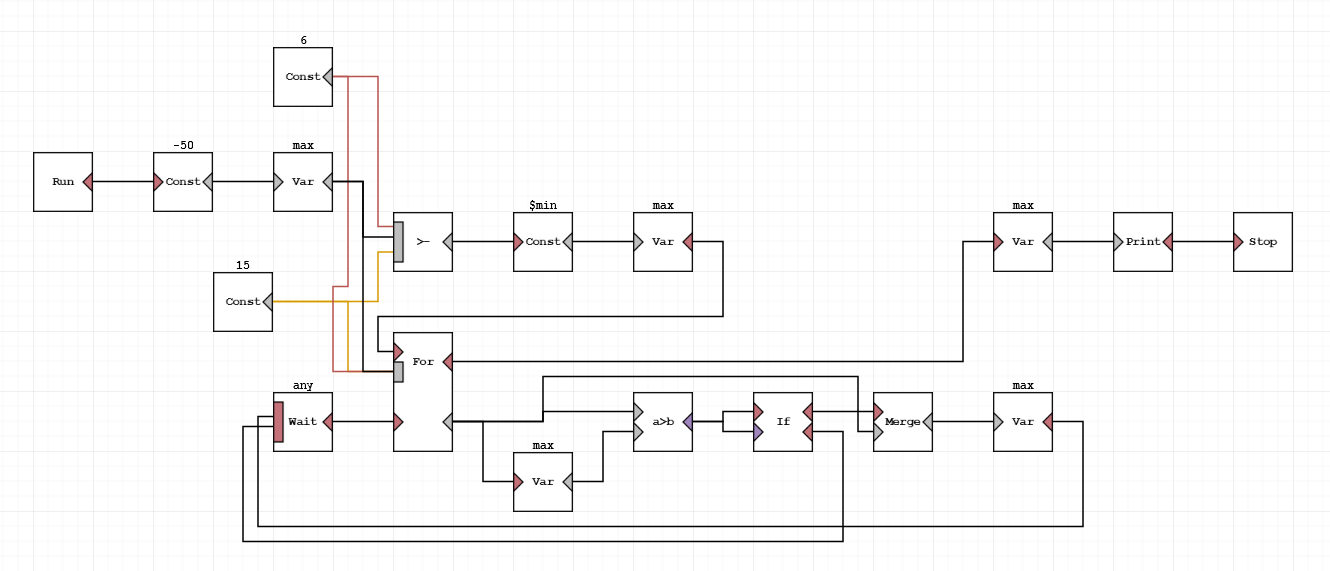 6
Const
-50
max
Run
Const
Var
$min
max
max
>-
Const
Var
Var
Print
Stop
15
Const
For
any
max
Wait
a>b
If
Merge
Var
max
Var